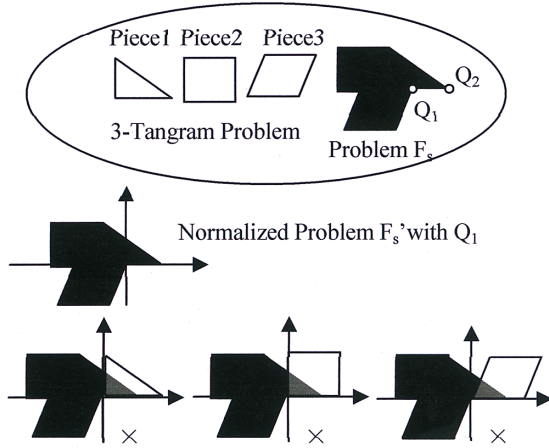 Piece1 Piece2 Piece3
Q₂
Q₁
3-Tangram Problem
Problem Fₛ
Normalized Problem Fₛ' with Q₁
× × ×